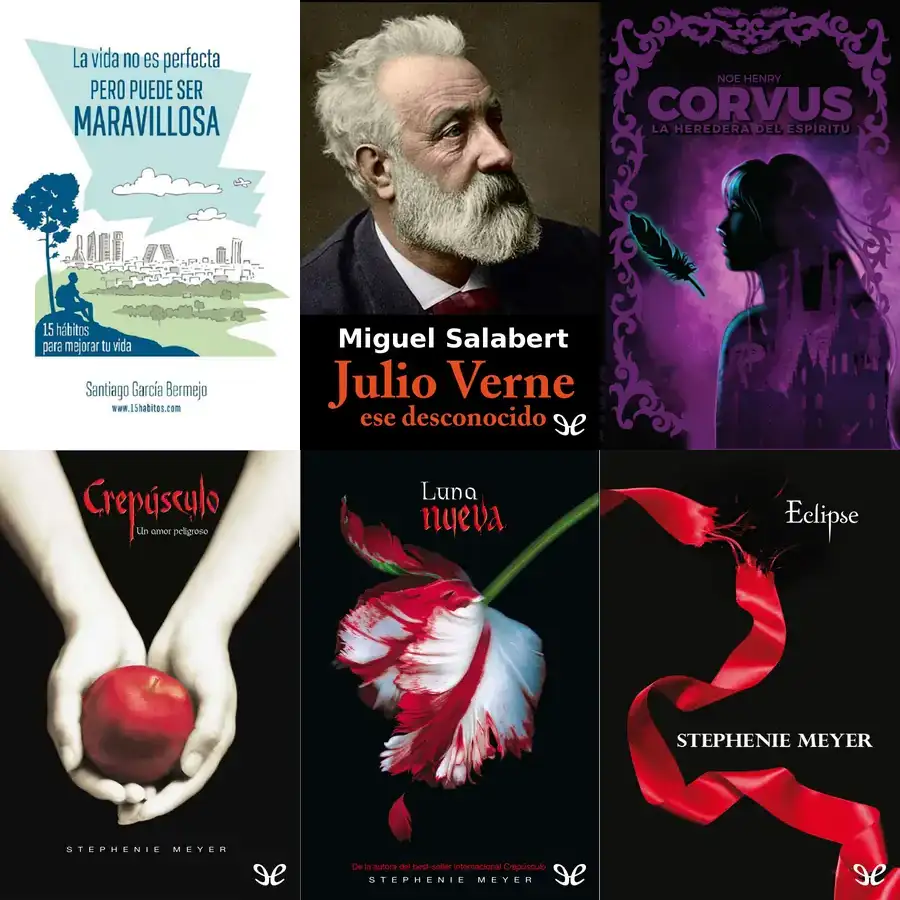 La vida no es perfecta
PERO PUEDE SER
MARAVILLOSA
15 hábitos
para mejorar tu vida
Santiago García Bermejo
www.15habitos.com
Miguel Salabert
Julio Verne
ese desconocido
NOE HENRY
CORVUS
LA HEREDERA DEL ESPIRITU
Crepúsculo
Un amor peligroso
STEPHENIE MEYER
Luna
nueva
De la autora del best-seller internacional Crepúsculo
STEPHENIE MEYER
Eclipse
STEPHENIE MEYER